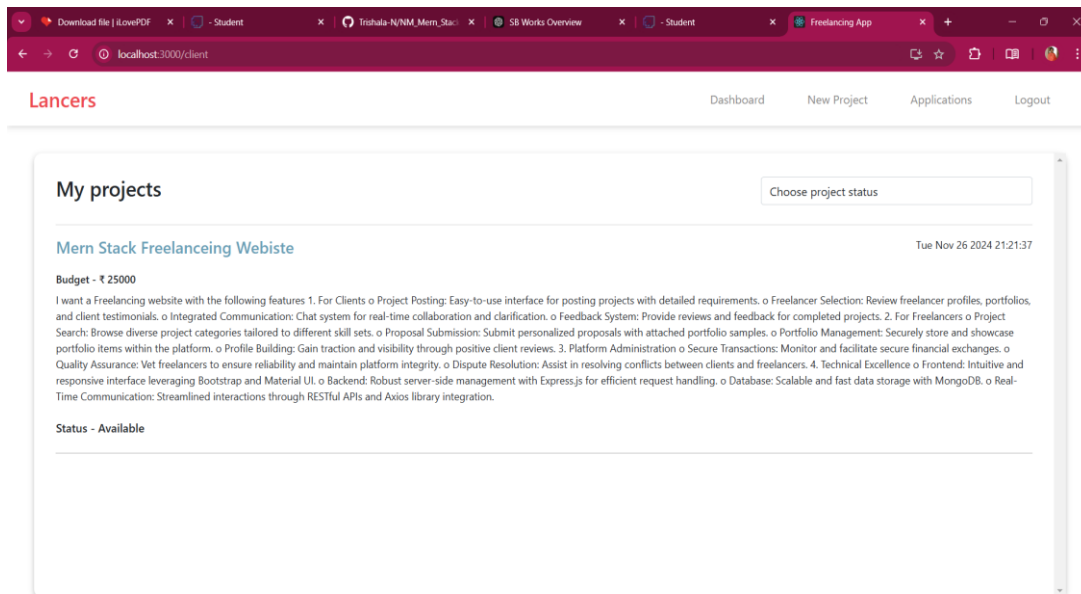 Download file | iLovePDF
- Student
Trishala-N/NM_Mern_Stac
SB Works Overview
- Student
Freelancing App
localhost:3000/client
Lancers
Dashboard
New Project
Applications
Logout
My projects
Choose project status
Mern Stack Freelanceing Webiste
Tue Nov 26 2024 21:21:37
Budget - ₹ 25000
I want a Freelancing website with the following features 1. For Clients o Project Posting: Easy-to-use interface for posting projects with detailed requirements. o Freelancer Selection: Review freelancer profiles, portfolios,
and client testimonials. o Integrated Communication: Chat system for real-time collaboration and clarification. o Feedback System: Provide reviews and feedback for completed projects. 2. For Freelancers o Project
Search: Browse diverse project categories tailored to different skill sets. o Proposal Submission: Submit personalized proposals with attached portfolio samples. o Portfolio Management: Securely store and showcase
portfolio items within the platform. o Profile Building: Gain traction and visibility through positive client reviews. 3. Platform Administration o Secure Transactions: Monitor and facilitate secure financial exchanges. o
Quality Assurance: Vet freelancers to ensure reliability and maintain platform integrity. o Dispute Resolution: Assist in resolving conflicts between clients and freelancers. 4. Technical Excellence o Frontend: Intuitive and
responsive interface leveraging Bootstrap and Material UI. o Backend: Robust server-side management with Express.js for efficient request handling. o Database: Scalable and fast data storage with MongoDB. o Real-
Time Communication: Streamlined interactions through RESTful APIs and Axios library integration.
Status - Available